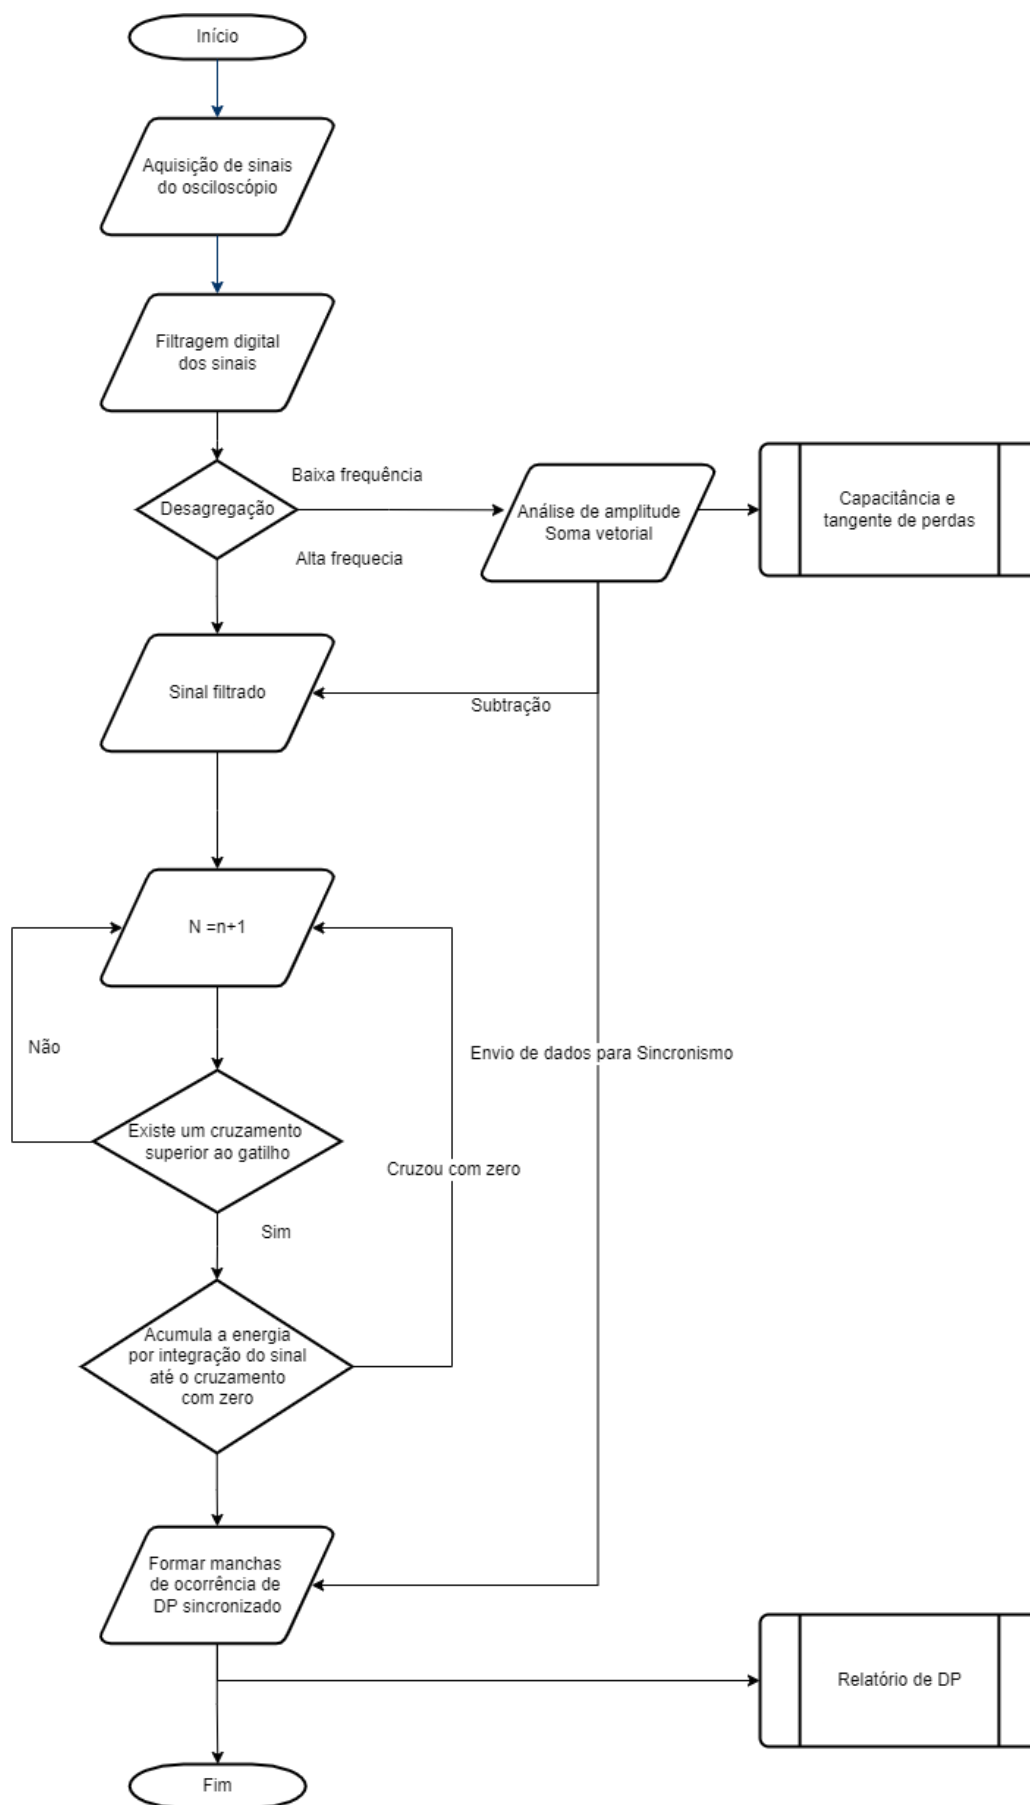 Início
Aquisição de sinais
do osciloscópio
Filtragem digital
dos sinais
Baixa frequência
Desagregação
Alta frequecia
Análise de amplitude
Soma vetorial
Capacitância e
tangente de perdas
Sinal filtrado
Subtração
N =n+1
Não
Envio de dados para Sincronismo
Existe um cruzamento
superior ao gatilho
Cruzou com zero
Sim
Acumula a energia
por integração do sinal
até o cruzamento
com zero
Formar manchas
de ocorrência de
DP sincronizado
Relatório de DP
Fim